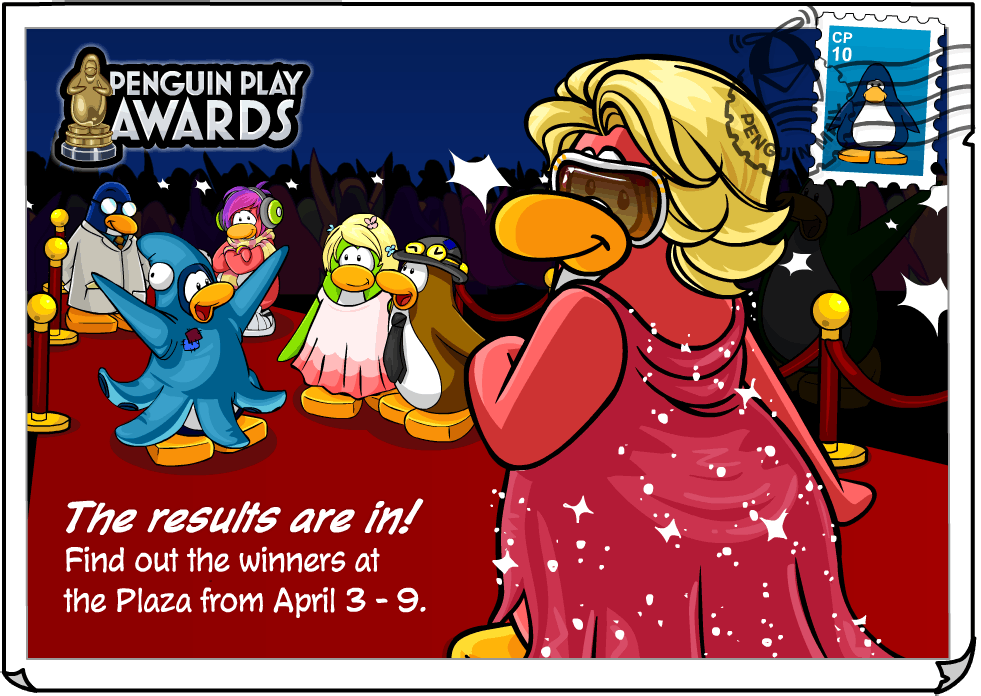 PENGUIN PLAY
AWARDS
CP
10
PENGUIN
The results are in!
Find out the winners at
the Plaza from April 3 - 9.